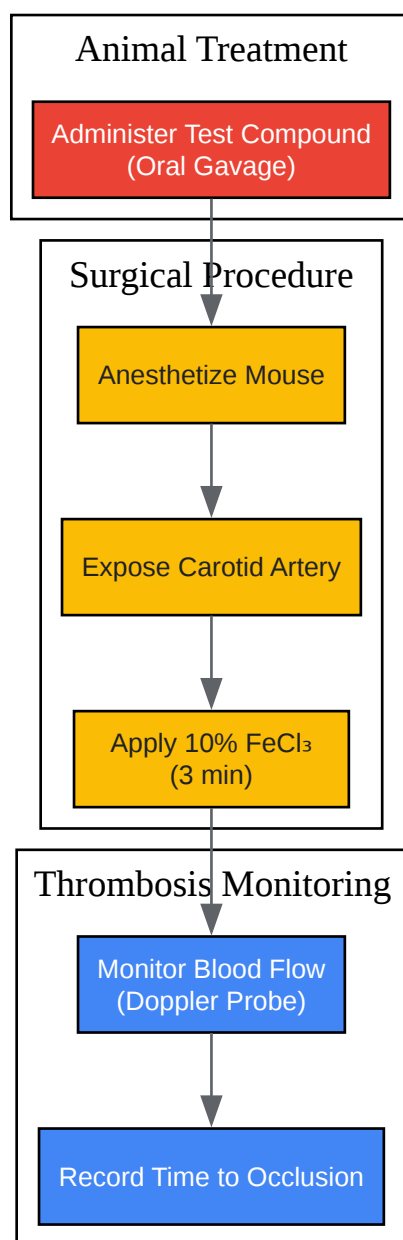 Animal Treatment
Administer Test Compound
(Oral Gavage)
Surgical Procedure
Anesthetize Mouse
Expose Carotid Artery
Apply 10% FeCl₃
(3 min)
Thrombosis Monitoring
Monitor Blood Flow
(Doppler Probe)
Record Time to Occlusion